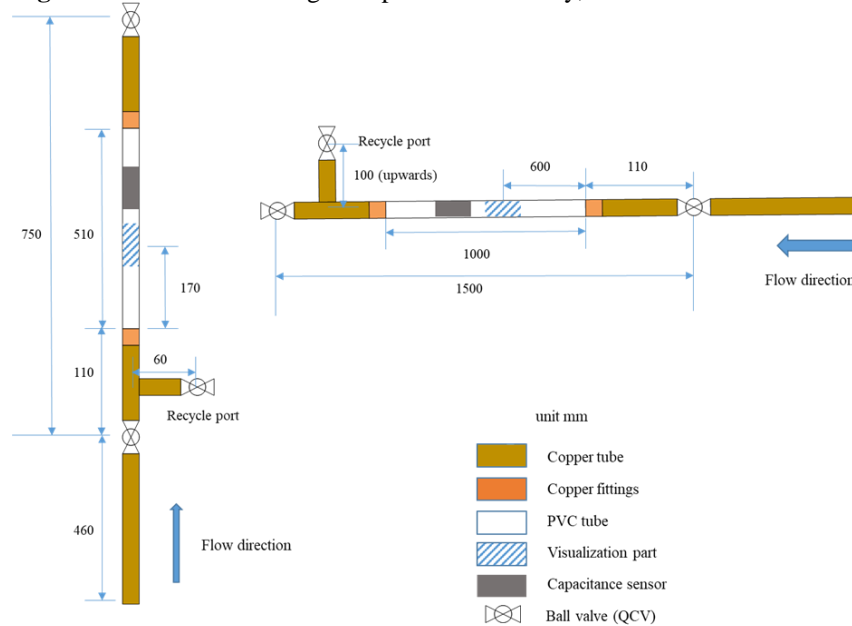 Recycle port
600
110
100 (upwards)
750
510
1000
170
1500
Flow direction
60
110
Recycle port
unit mm
Copper tube
Copper fittings
460
PVC tube
Flow direction
Visualization part
Capacitance sensor
Ball valve (QCV)